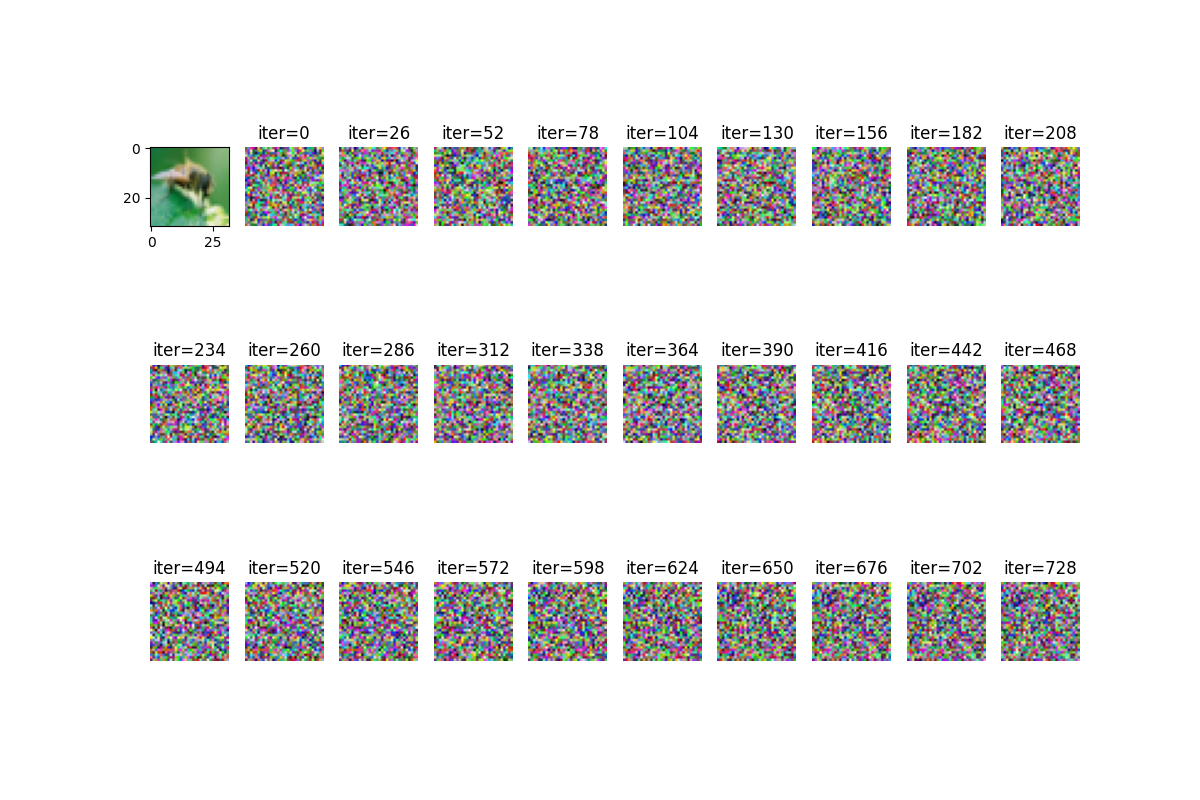 iter=0 iter=26 iter=52 iter=78 iter=104 iter=130 iter=156 iter=182 iter=208
0
20
0 25
iter=234 iter=260 iter=286 iter=312 iter=338 iter=364 iter=390 iter=416 iter=442 iter=468
iter=494 iter=520 iter=546 iter=572 iter=598 iter=624 iter=650 iter=676 iter=702 iter=728